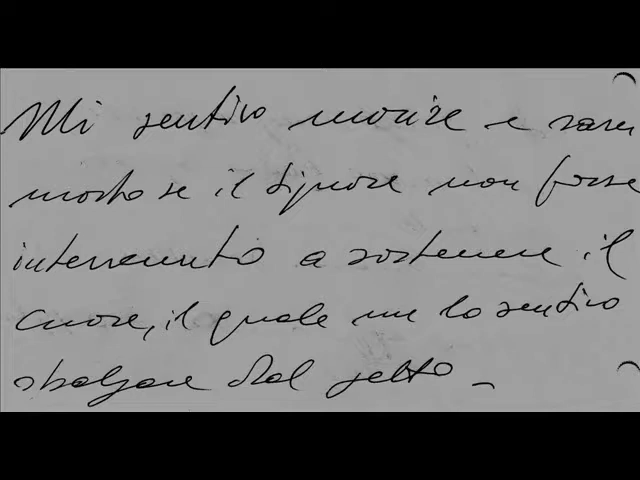 Mi sentivo morire e sarei
morto se il Signore non fosse
intervenuto a sostenere il
cuore, il quale me lo sentivo
sbalzare dal petto _